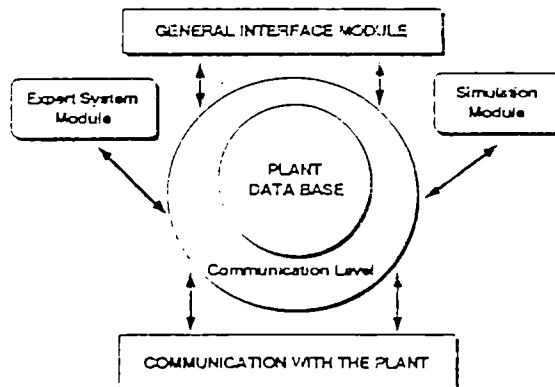 GENERAL INTERFACE MODULE
Expert System
Module
Simulation
Module
PLANT
DATA BASE
Communication Level
COMMUNICATION WITH THE PLANT